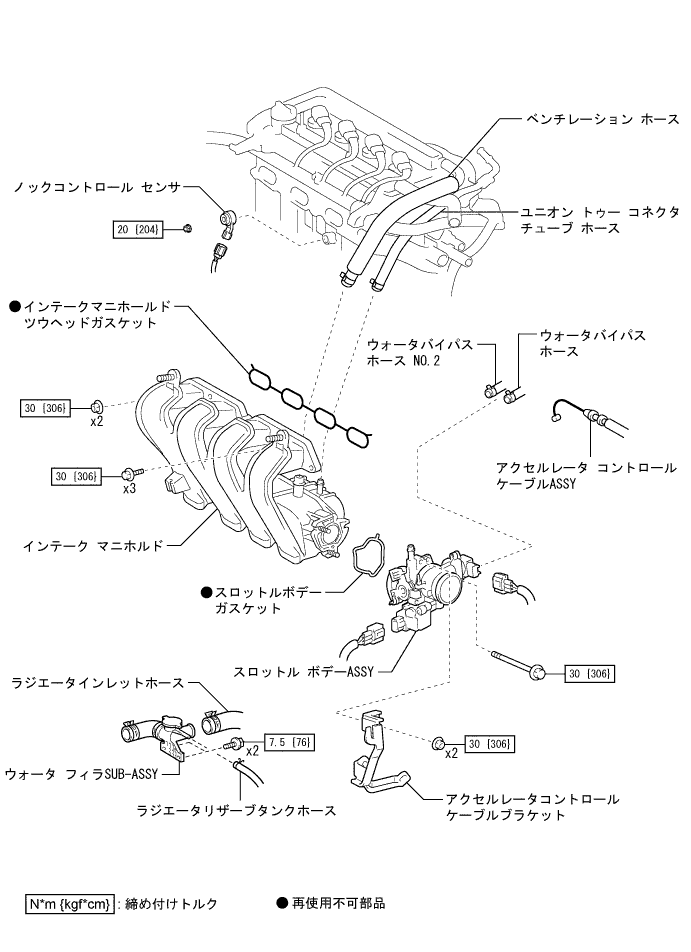 ベンチレーション ホース
ノックコントロール センサ
20 {204}
ユニオン トゥー コネクタ
チューブ ホース
●インテークマニホールド
ツウヘッドガスケット
ウォータバイパス
ホース NO.2
ウォータバイパス
ホース
30 {306}
x2
30 {306}
x3
アクセルレータ コントロール
ケーブルASSY
インテーク マニホルド
●スロットルボデー
ガスケット
スロットル ボデーASSY
30 {306}
ラジエータインレットホース
7.5 {76}
x2
30 {306}
x2
ウォータ フィラSUB-ASSY
ラジエータリザーブタンクホース
アクセルレータコントロール
ケーブルブラケット
N*m {kgf*cm} : 締め付けトルク
●再使用不可部品